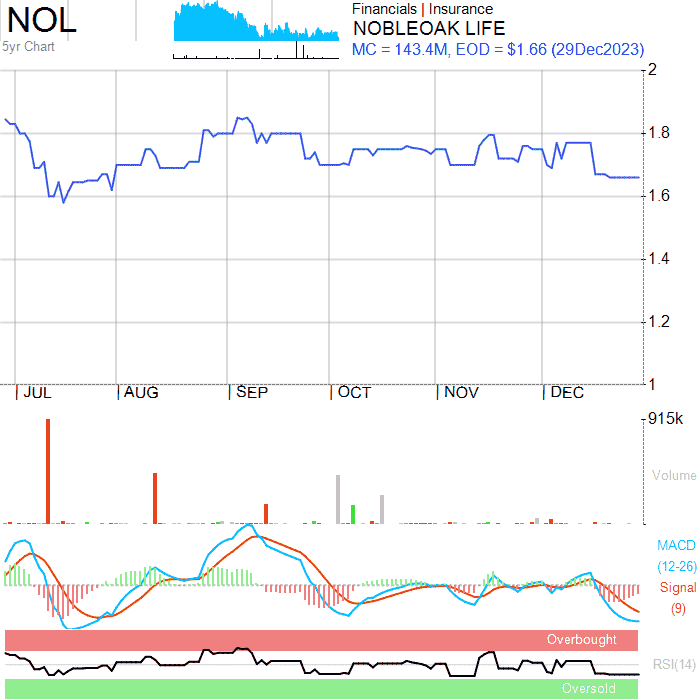 NOL
5yr Chart
Financials | Insurance
NOBLEOAK LIFE
MC = 143.4M, EOD = $1.66 (29Dec2023)
2
1.8
1.6
1.4
1.2
1
JUL AUG SEP OCT NOV DEC
915k
Volume
MACD
(12-26)
Signal
(9)
Overbought
RSI(14)
Oversold